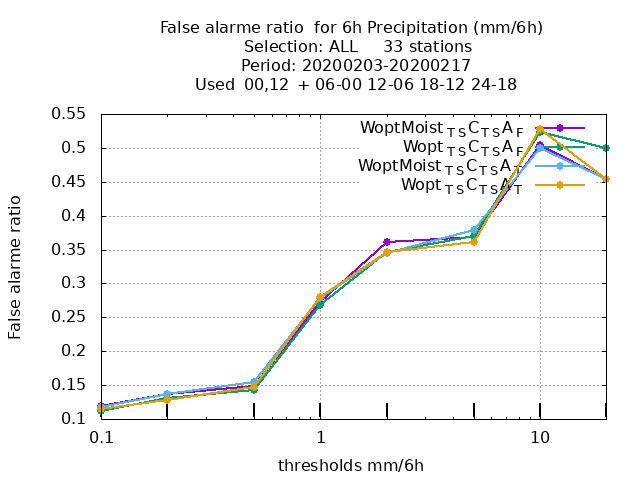 False alarme ratio  for 6h Precipitation (mm/6h)
Selection: ALL     33 stations
Period: 20200203-20200217
Used  00,12  + 06-00 12-06 18-12 24-18
0.55
0.5
0.45
0.4
0.35
0.3
0.25
0.2
0.15
0.1
False alarme ratio
WoptMoist TS C TS A F
Wopt TS C TS A F
WoptMoist TS C TS A T
Wopt TS C TS A T
0.1 1 10
thresholds mm/6h